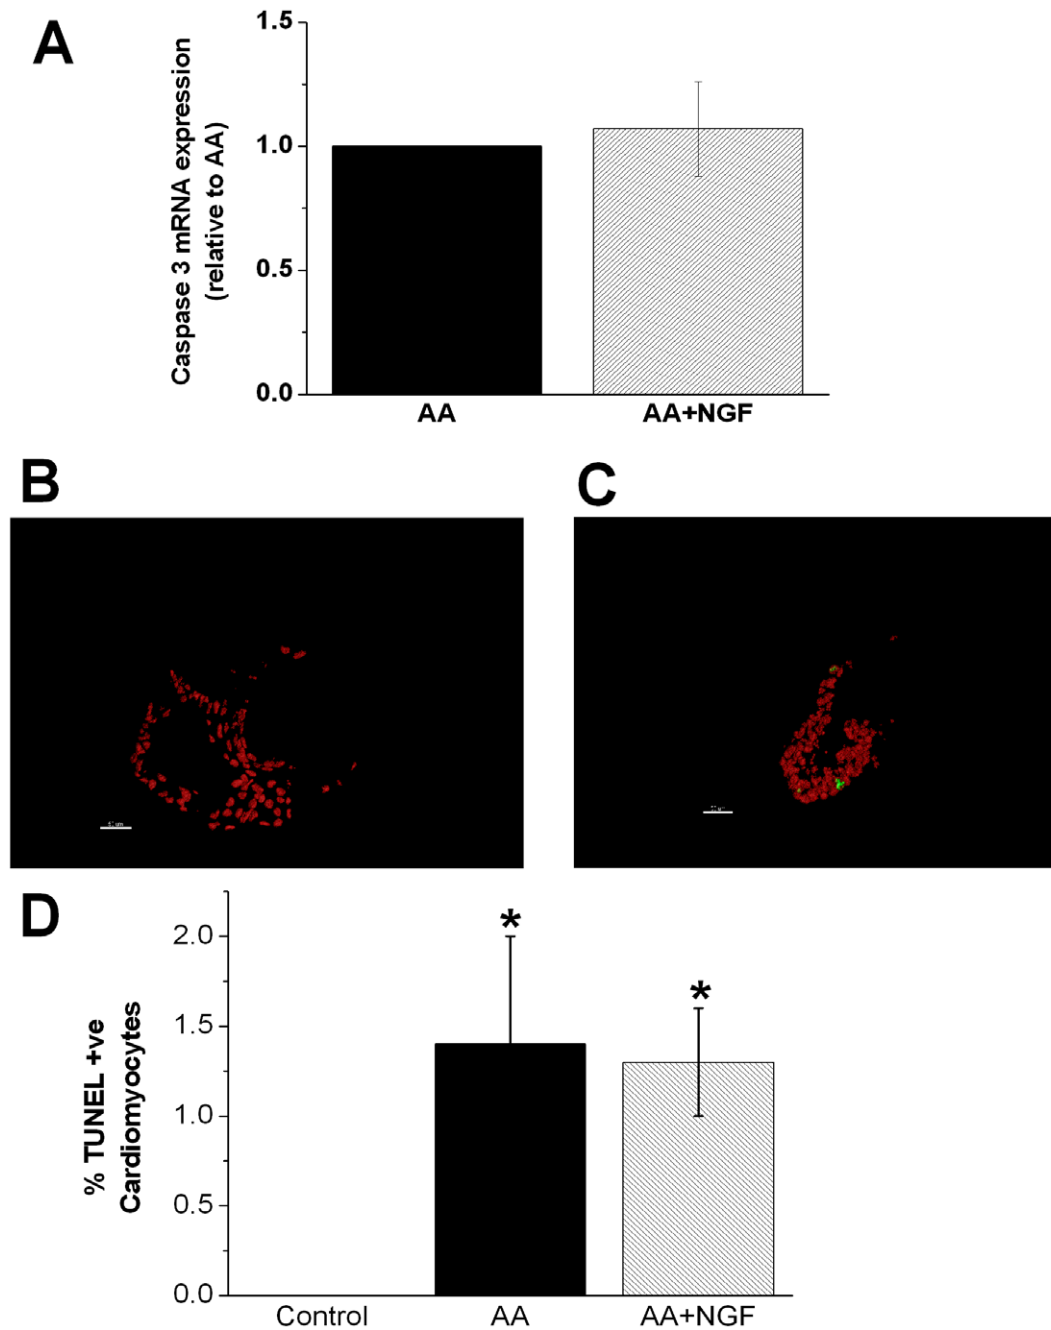 A
Caspase 3 mRNA expression
(relative to AA)
1.5
1.0
0.5
0.0
AA AA+NGF
B
C
D
% TUNEL +ve
Cardiomyocytes
2.0
1.5
1.0
0.5
0.0
* *
Control AA AA+NGF